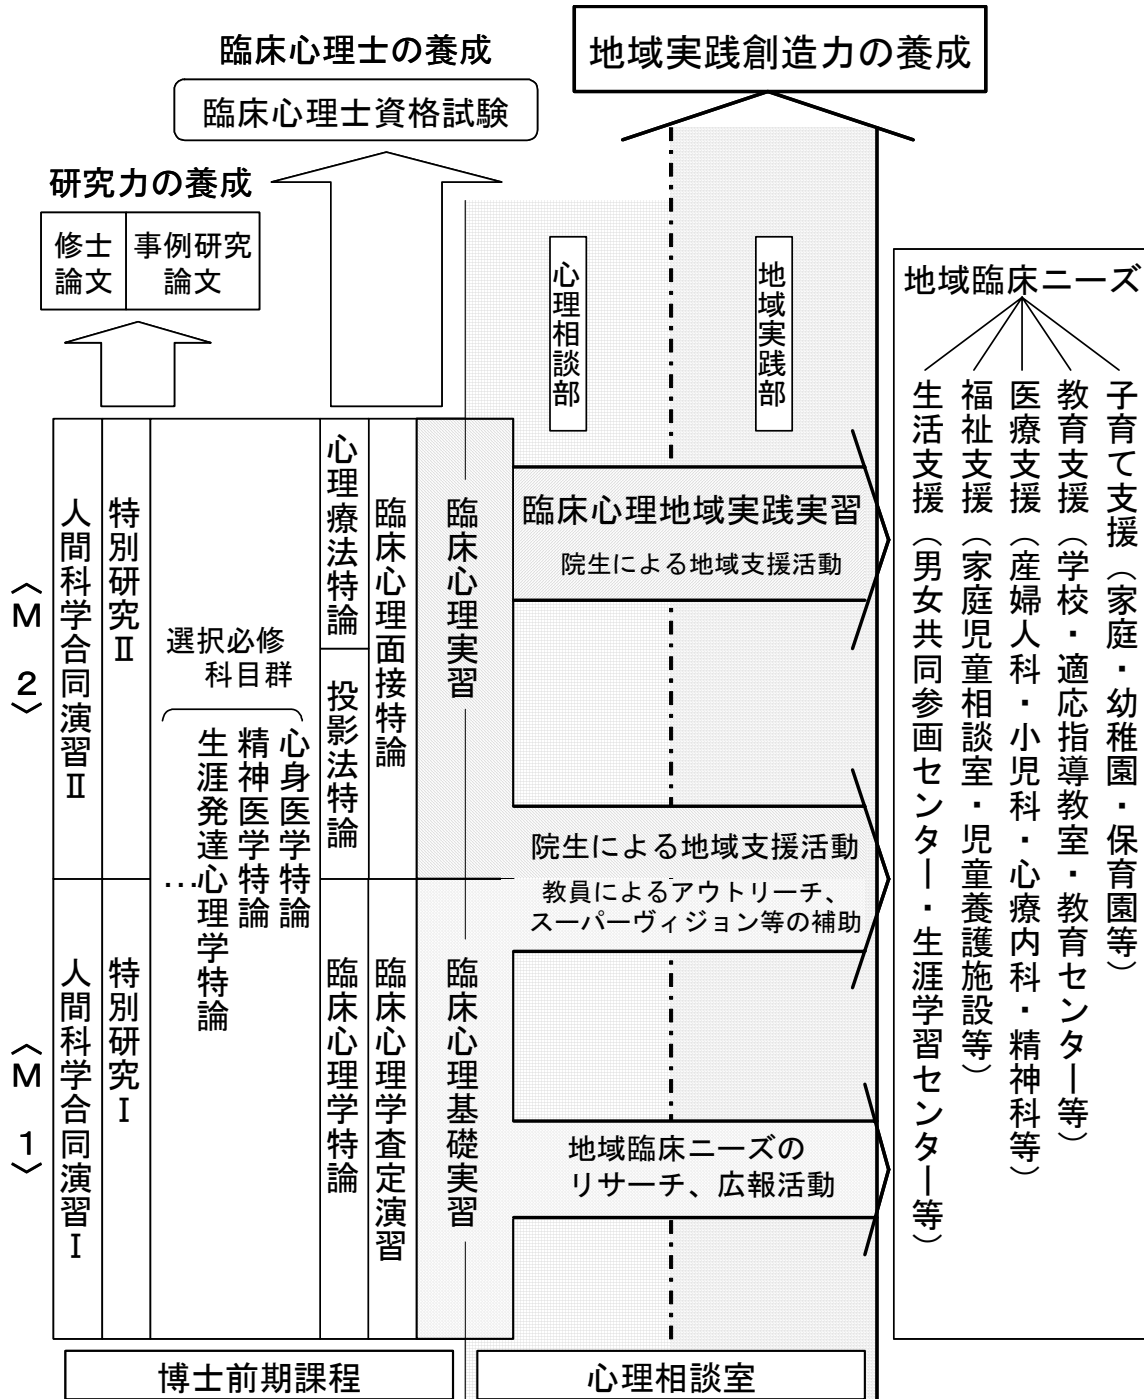 地域実践創造力の養成
臨床心理士の養成
臨床心理士資格試験
研究力の養成
修士
論文
事例研究
論文
心理相談部
地域実践部
地域臨床ニーズ
子育て支援（家庭・幼稚園・保育園等）
教育支援（学校・適応指導教室・教育センター等）
医療支援（産婦人科・小児科・心療内科・精神科等）
福祉支援（家庭児童相談室・児童養護施設等）
生活支援（男女共同参画センター・生涯学習センター等）
〈M 2〉
人間科学合同演習Ⅱ
特別研究Ⅱ
選択必修
科目群
心身医学特論
精神医学特論
生涯発達心理学特論
…
心理療法特論
投影法特論
臨床心理面接特論
臨床心理実習
臨床心理地域実践実習
院生による地域支援活動
院生による地域支援活動
教員によるアウトリーチ、
スーパーヴィジョン等の補助
〈M 1〉
人間科学合同演習Ⅰ
特別研究Ⅰ
臨床心理学特論
臨床心理学査定演習
臨床心理基礎実習
地域臨床ニーズの
リサーチ、広報活動
博士前期課程
心理相談室